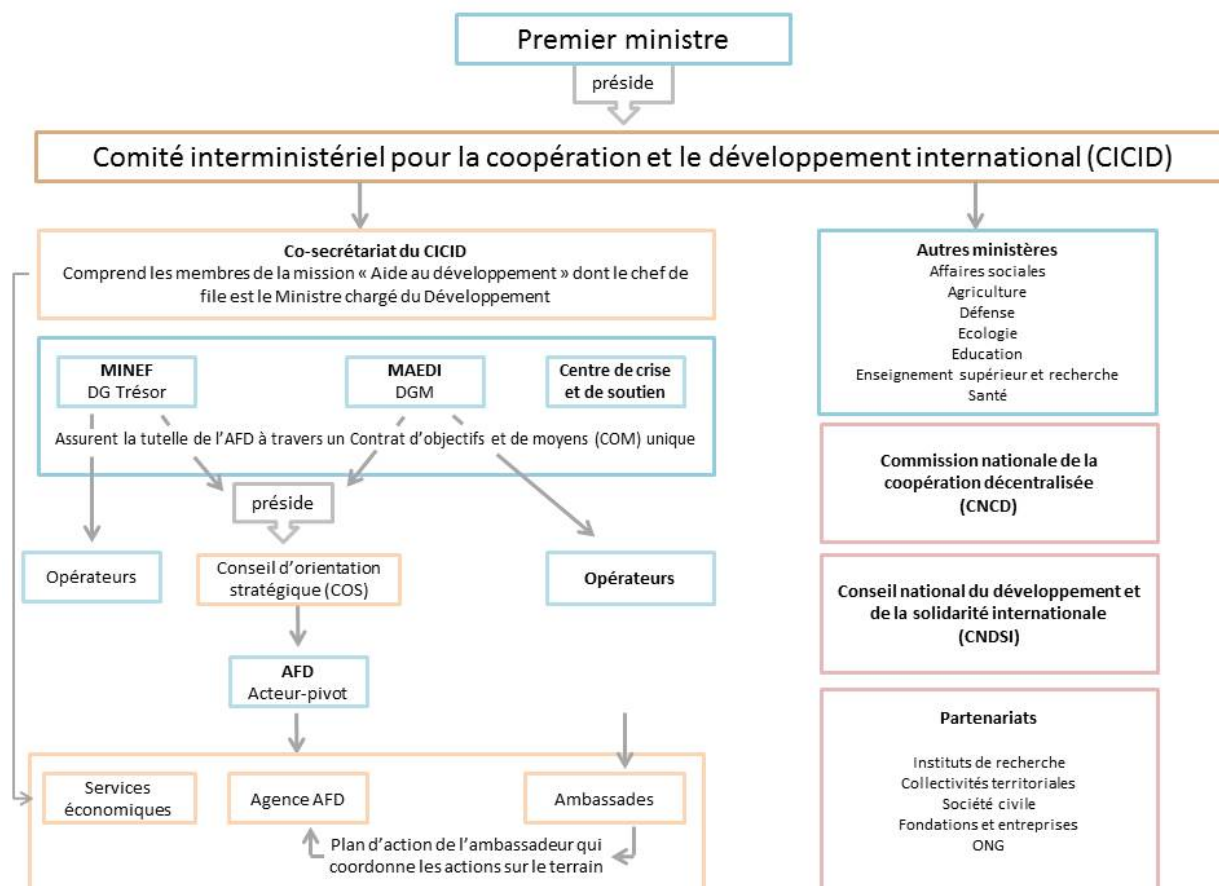 Premier ministre
préside
Comité interministériel pour la coopération et le développement international (CICID)
Co-secrétariat du CICID
Comprend les membres de la mission « Aide au développement » dont le chef de
file est le Ministre chargé du Développement
MINEF
DG Trésor
MAEDI
DGM
Centre de crise
et de soutien
Assurent la tutelle de l'AFD à travers un Contrat d'objectifs et de moyens (COM) unique
préside
Opérateurs
Conseil d'orientation
stratégique (COS)
Opérateurs
AFD
Acteur-pivot
Services
économiques
Agence AFD
Ambassades
Plan d'action de l'ambassadeur qui
coordonne les actions sur le terrain
Autres ministères
Affaires sociales
Agriculture
Défense
Ecologie
Education
Enseignement supérieur et recherche
Santé
Commission nationale de la
coopération décentralisée
(CNCD)
Conseil national du développement et
de la solidarité internationale
(CNDSI)
Partenariats
Instituts de recherche
Collectivités territoriales
Société civile
Fondations et entreprises
ONG